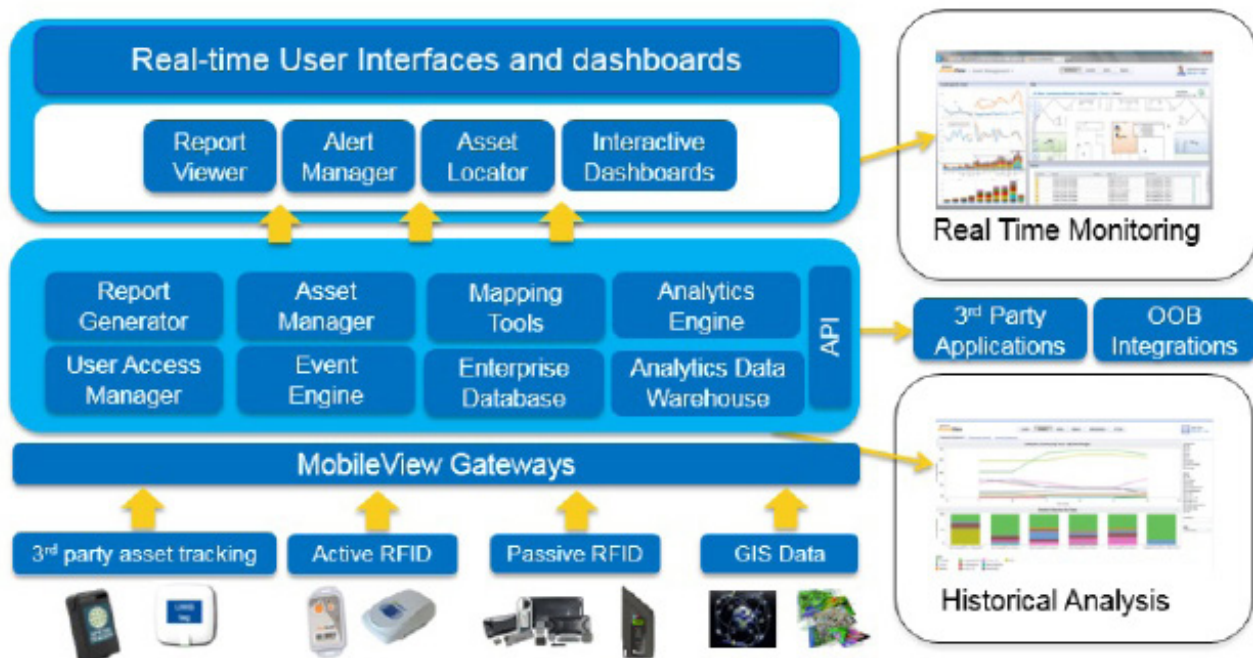 Real-time User Interfaces and dashboards
Report
Viewer
Alert
Manager
Asset
Locator
Interactive
Dashboards
Real Time Monitoring
Report
Generator
Asset
Manager
Mapping
Tools
Analytics
Engine
User Access
Manager
Event
Engine
Enterprise
Database
Analytics Data
Warehouse
API
3rd Party
Applications
OOB
Integrations
MobileView Gateways
3rd party asset tracking
Active RFID
Passive RFID
GIS Data
Historical Analysis